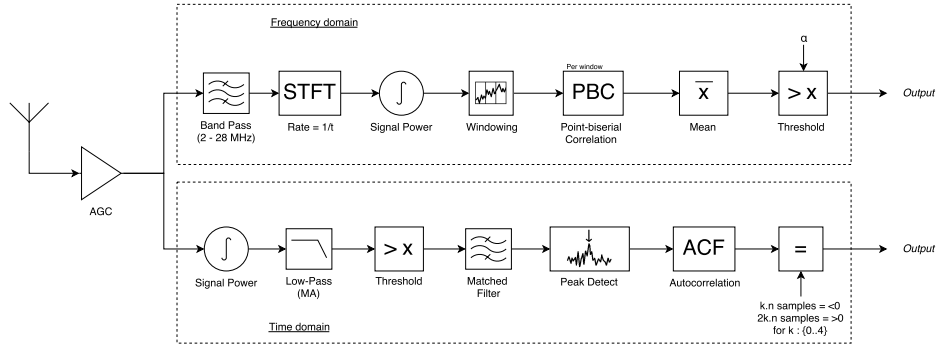 Frequency domain
α
Per window
STFT
∫
PBC
x
> x
Output
Band Pass
(2 - 28 MHz)
Rate = 1/t
Signal Power
Windowing
Point-biserial
Correlation
Mean
Threshold
AGC
∫
> x
ACF
=
Output
Signal Power
Low-Pass
(MA)
Threshold
Matched
Filter
Peak Detect
Autocorrelation
k.n samples = <0
2k.n samples = >0
for k : {0..4}
Time domain